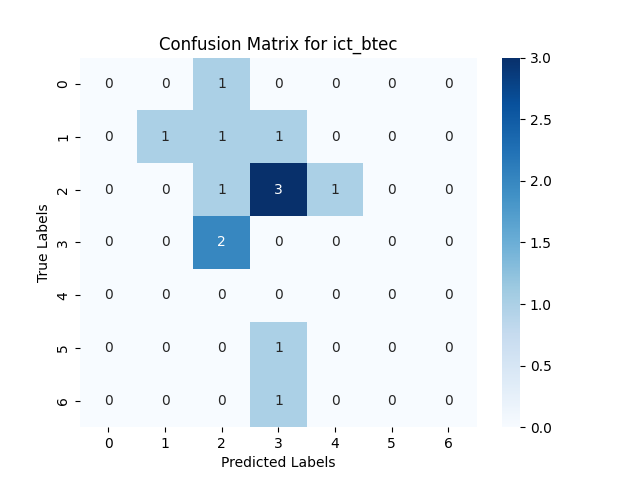 Confusion Matrix for ict_btec
True Labels
0 0 0 1 0 0 0 0
1 0 1 1 1 0 0 0
2 0 0 1 3 1 0 0
3 0 0 2 0 0 0 0
4 0 0 0 0 0 0 0
5 0 0 0 1 0 0 0
6 0 0 0 1 0 0 0
0 1 2 3 4 5 6
Predicted Labels
3.0
2.5
2.0
1.5
1.0
0.5
0.0